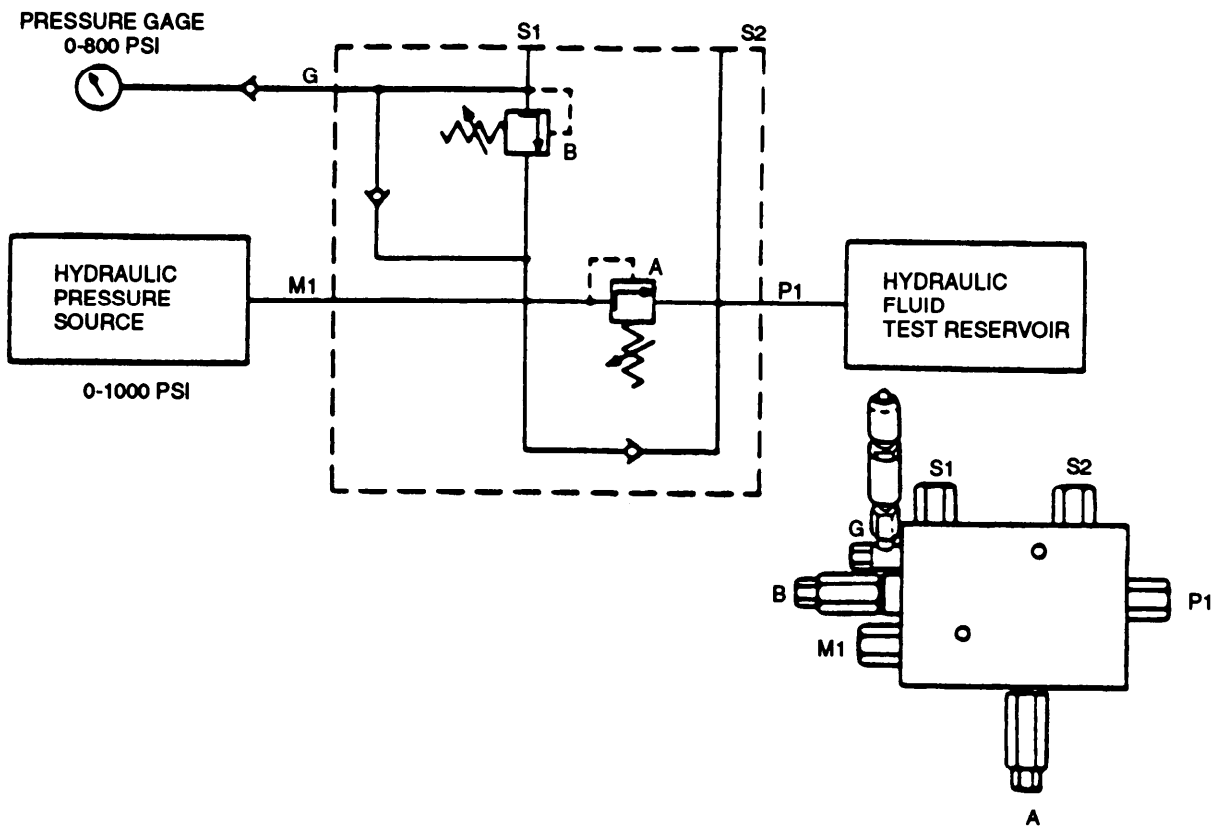 PRESSURE GAGE
0-800 PSI
S1
S2
G
B
HYDRAULIC
PRESSURE
SOURCE
M1
A
P1
HYDRAULIC
FLUID
TEST RESERVOIR
0-1000 PSI
S1
S2
G
B
P1
M1
A